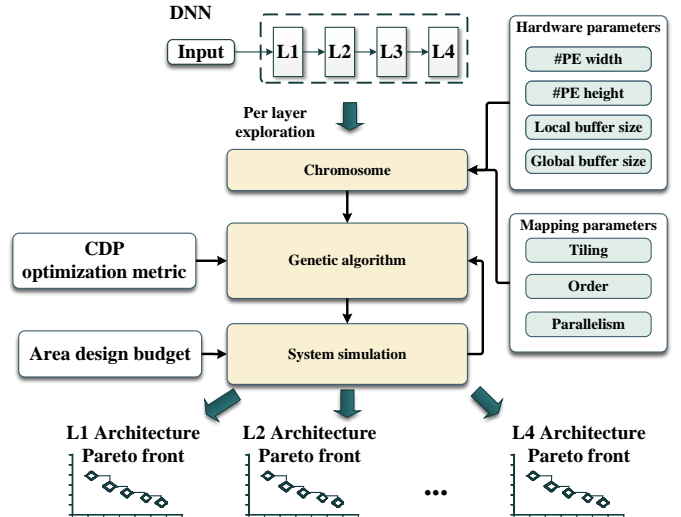 DNN
Input
L1
L2
L3
L4
Per layer
exploration
Hardware parameters
#PE width
#PE height
Local buffer size
Global buffer size
Chromosome
Mapping parameters
Tiling
Order
Parallelism
CDP
optimization metric
Genetic algorithm
Area design budget
System simulation
L1 Architecture
Pareto front
L2 Architecture
Pareto front
...
L4 Architecture
Pareto front